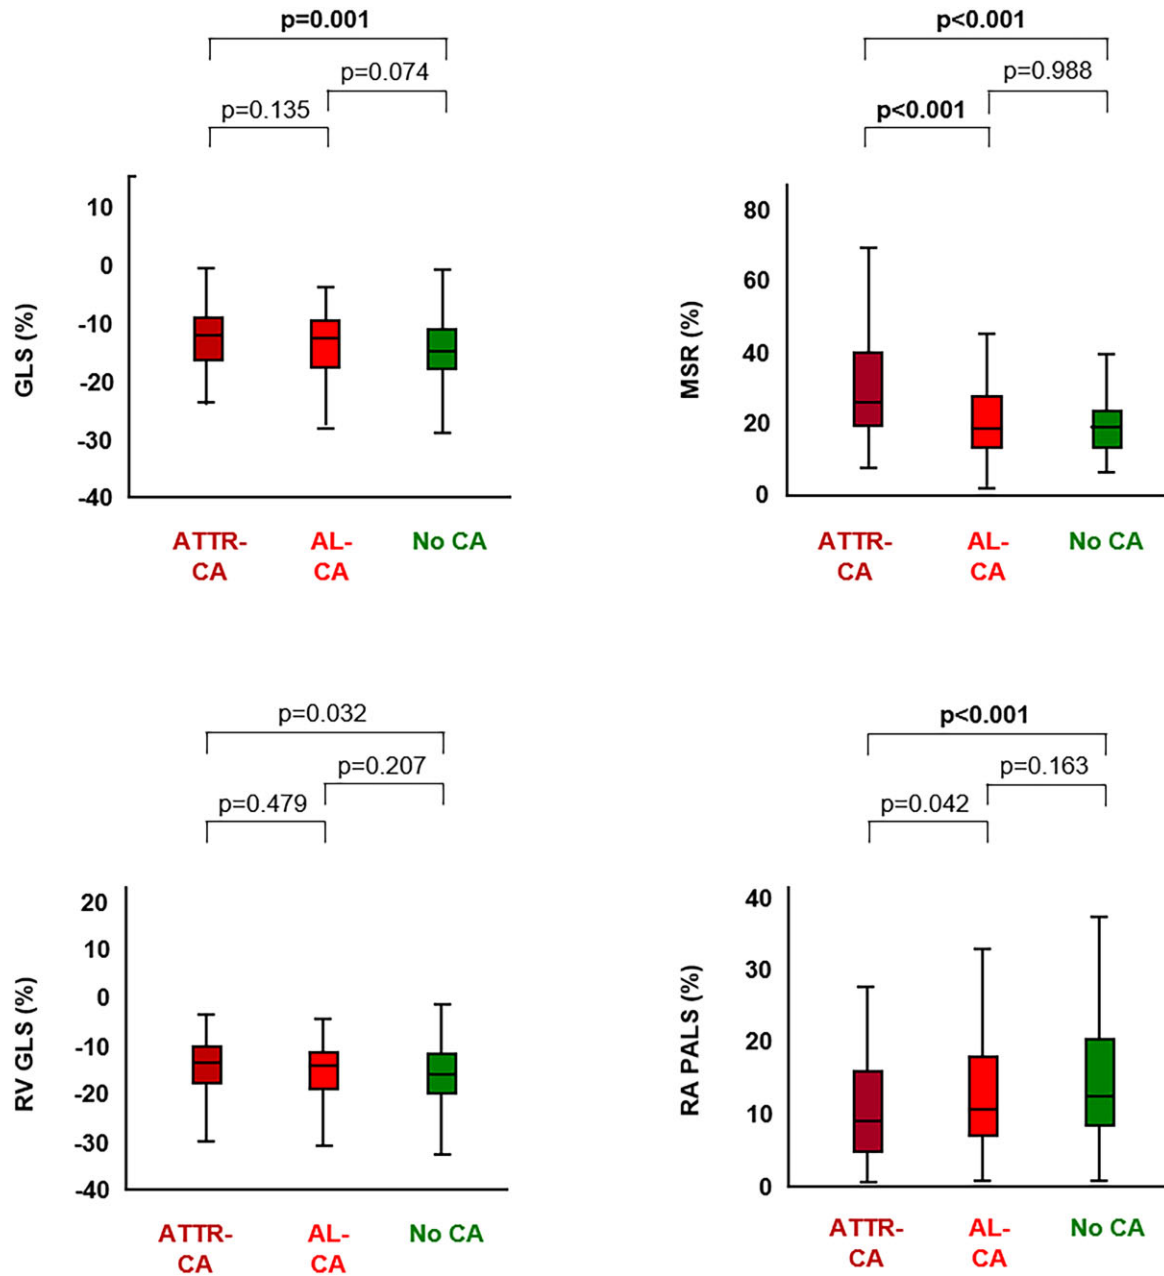 p=0.001
p=0.074
p=0.135
GLS (%)
10
0
-10
-20
-30
-40
ATTR-
CA
AL-
CA
No CA
p<0.001
p=0.988
p<0.001
MSR (%)
80
60
40
20
0
ATTR-
CA
AL-
CA
No CA
p=0.032
p=0.207
p=0.479
RV GLS (%)
20
10
0
-10
-20
-30
-40
ATTR-
CA
AL-
CA
No CA
p<0.001
p=0.163
p=0.042
RA PALS (%)
40
30
20
10
0
ATTR-
CA
AL-
CA
No CA